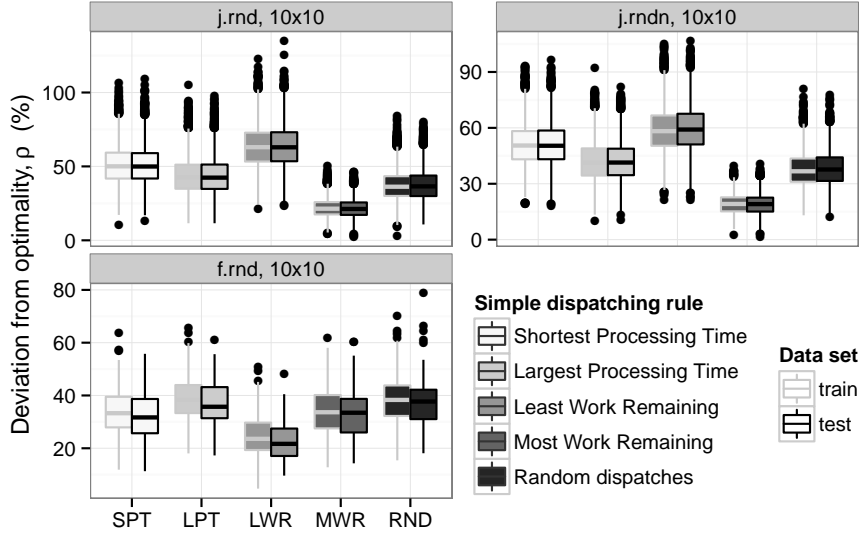 j.rnd, 10x10
j.rndn, 10x10
Deviation from optimality, ρ (%)
100
50
0
90
60
30
0
f.rnd, 10x10
80
60
40
20
SPT LPT LWR MWR RND
Simple dispatching rule
Shortest Processing Time
Largest Processing Time
Least Work Remaining
Most Work Remaining
Random dispatches
Data set
train
test